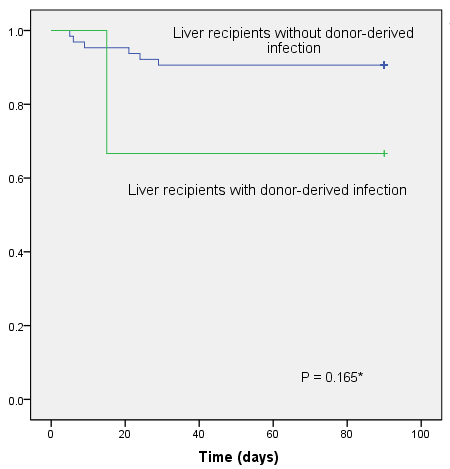 Liver recipients without donor-derived
infection
1.0
0.8
0.6
Liver recipients with donor-derived infection
0.4
0.2
P = 0.165*
0.0
0 20 40 60 80 100
Time (days)